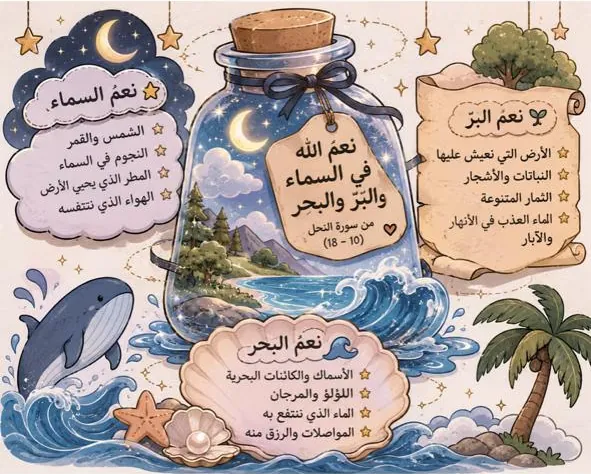 نعمُ الله
في السماء
والبَرّ والبحر
من سورة النحل
(10 – 18)
نعمُ البرّ
الأرض التي نعيش عليها
النباتات والأشجار
الثمار المتنوعة
الماء العذب في الأنهار
والآبار
نعمُ السماء.
الشمس والقمر
النجوم في السماء
المطر الذي يحيي الأرض
الهواء الذي نتنفسه
نعمُ البحر
الأسماك والكائنات البحرية
اللؤلؤ والمرجان
الماء الذي ننتفع به
المواصلات والرزق منه